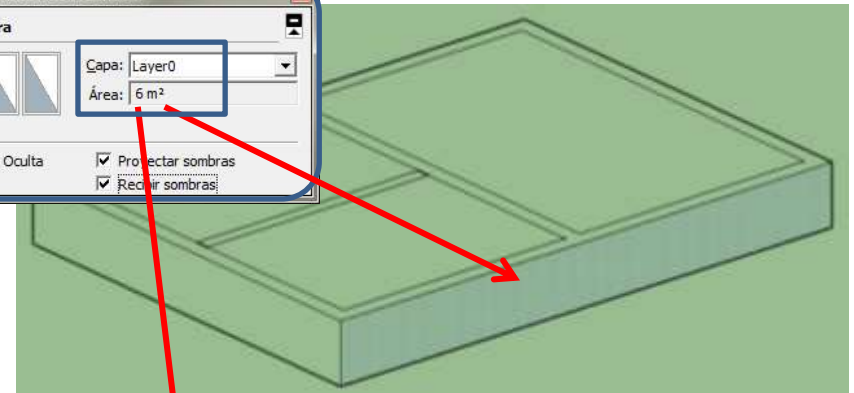 ra
Capa: Layer0
Área: 6 m²
Oculta Proyectar sombras
Recibir sombras